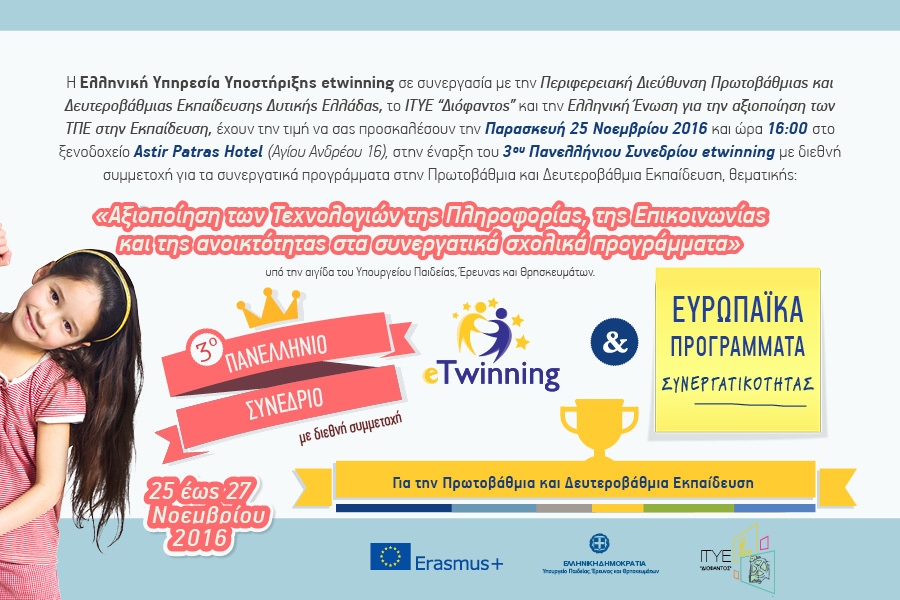 Η Ελληνική Υπηρεσία Υποστήριξης etwinning σε συνεργασία με την Περιφερειακή Διεύθυνση Πρωτοβάθμιας και
Δευτεροβάθμιας Εκπαίδευσης Δυτικής Ελλάδας, το ΙΤΥΕ “Διόφαντος” και την Ελληνική Ένωση για την αξιοποίηση των
ΤΠΕ στην Εκπαίδευση, έχουν την τιμή να σας προσκαλέσουν την Παρασκευή 25 Νοεμβρίου 2016 και ώρα 16:00 στο
ξενοδοχείο Astir Patras Hotel (Αγίου Ανδρέου 16), στην έναρξη του 3ου Πανελλήνιου Συνεδρίου etwinning με διεθνή
συμμετοχή για τα συνεργατικά προγράμματα στην Πρωτοβάθμια και Δευτεροβάθμια Εκπαίδευση, θεματικής:
«Αξιοποίηση των Τεχνολογιών της Πληροφορίας, της Επικοινωνίας
και της ανοικτότητας στα συνεργατικά σχολικά προγράμματα»
υπό την αιγίδα του Υπουργείου Παιδείας, Έρευνας και Θρησκευμάτων.
3ο
ΠΑΝΕΛΛΗΝΙΟ
ΣΥΝΕΔΡΙΟ
με διεθνή συμμετοχή
eTwinning
&
ΕΥΡΩΠΑΪΚΑ
ΠΡΟΓΡΑΜΜΑΤΑ
ΣΥΝΕΡΓΑΤΙΚΟΤΗΤΑΣ
Για την Πρωτοβάθμια και Δευτεροβάθμια Εκπαίδευση
25 έως 27
Νοεμβρίου
2016
Erasmus+
ΕΛΛΗΝΙΚΗ ΔΗΜΟΚΡΑΤΙΑ
Υπουργείο Παιδείας, Έρευνας και Θρησκευμάτων
ΙΤΥΕ
"ΔΙΟΦΑΝΤΟΣ"